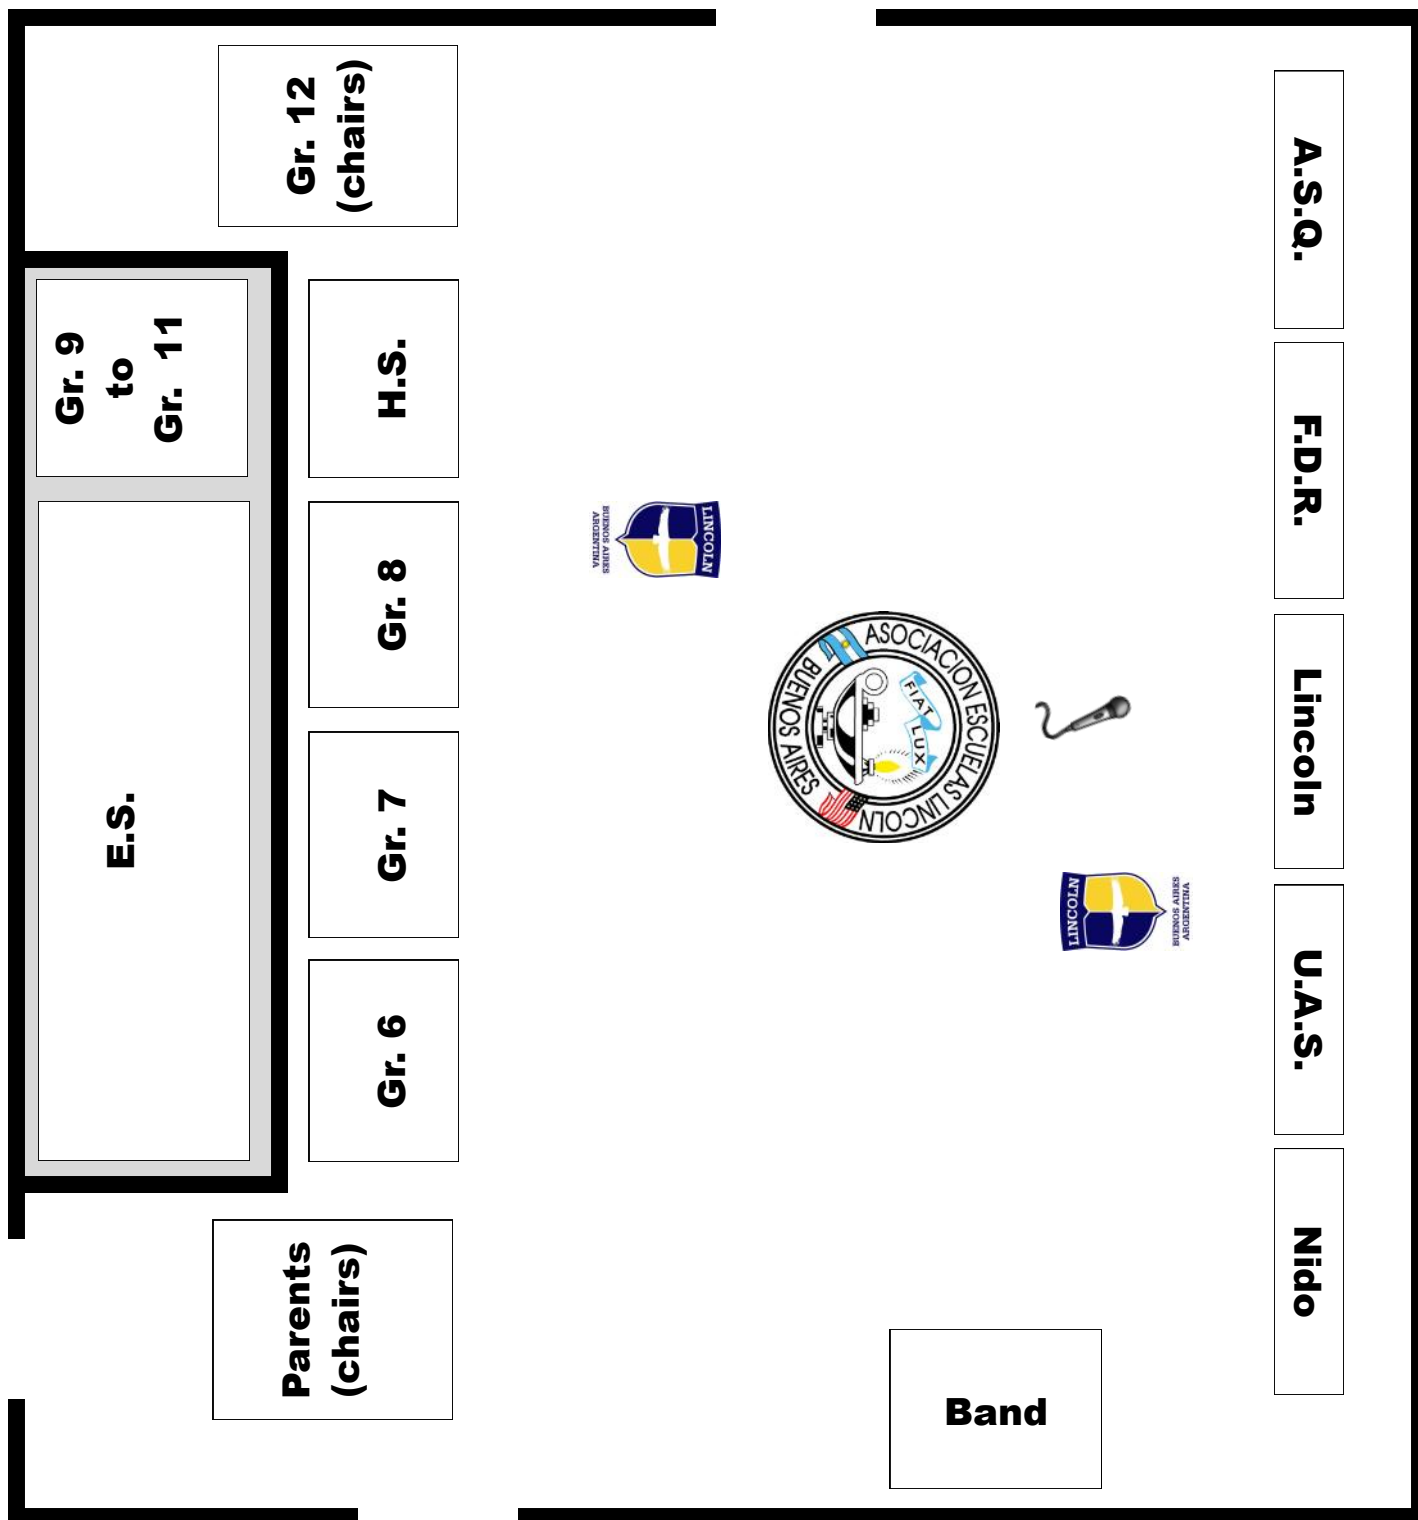 Gr. 12
(chairs)
A.S.Q.
Gr. 9
to
Gr. 11
H.S.
F.D.R.
LINCOLN
BUENOS AIRES
ARGENTINA
Gr. 8
ASOCIACION ESCUELAS LINCOLN
BUENOS AIRES
FIAT LUX
Lincoln
E.S.
Gr. 7
LINCOLN
BUENOS AIRES
ARGENTINA
U.A.S.
Gr. 6
Nido
Parents
(chairs)
Band